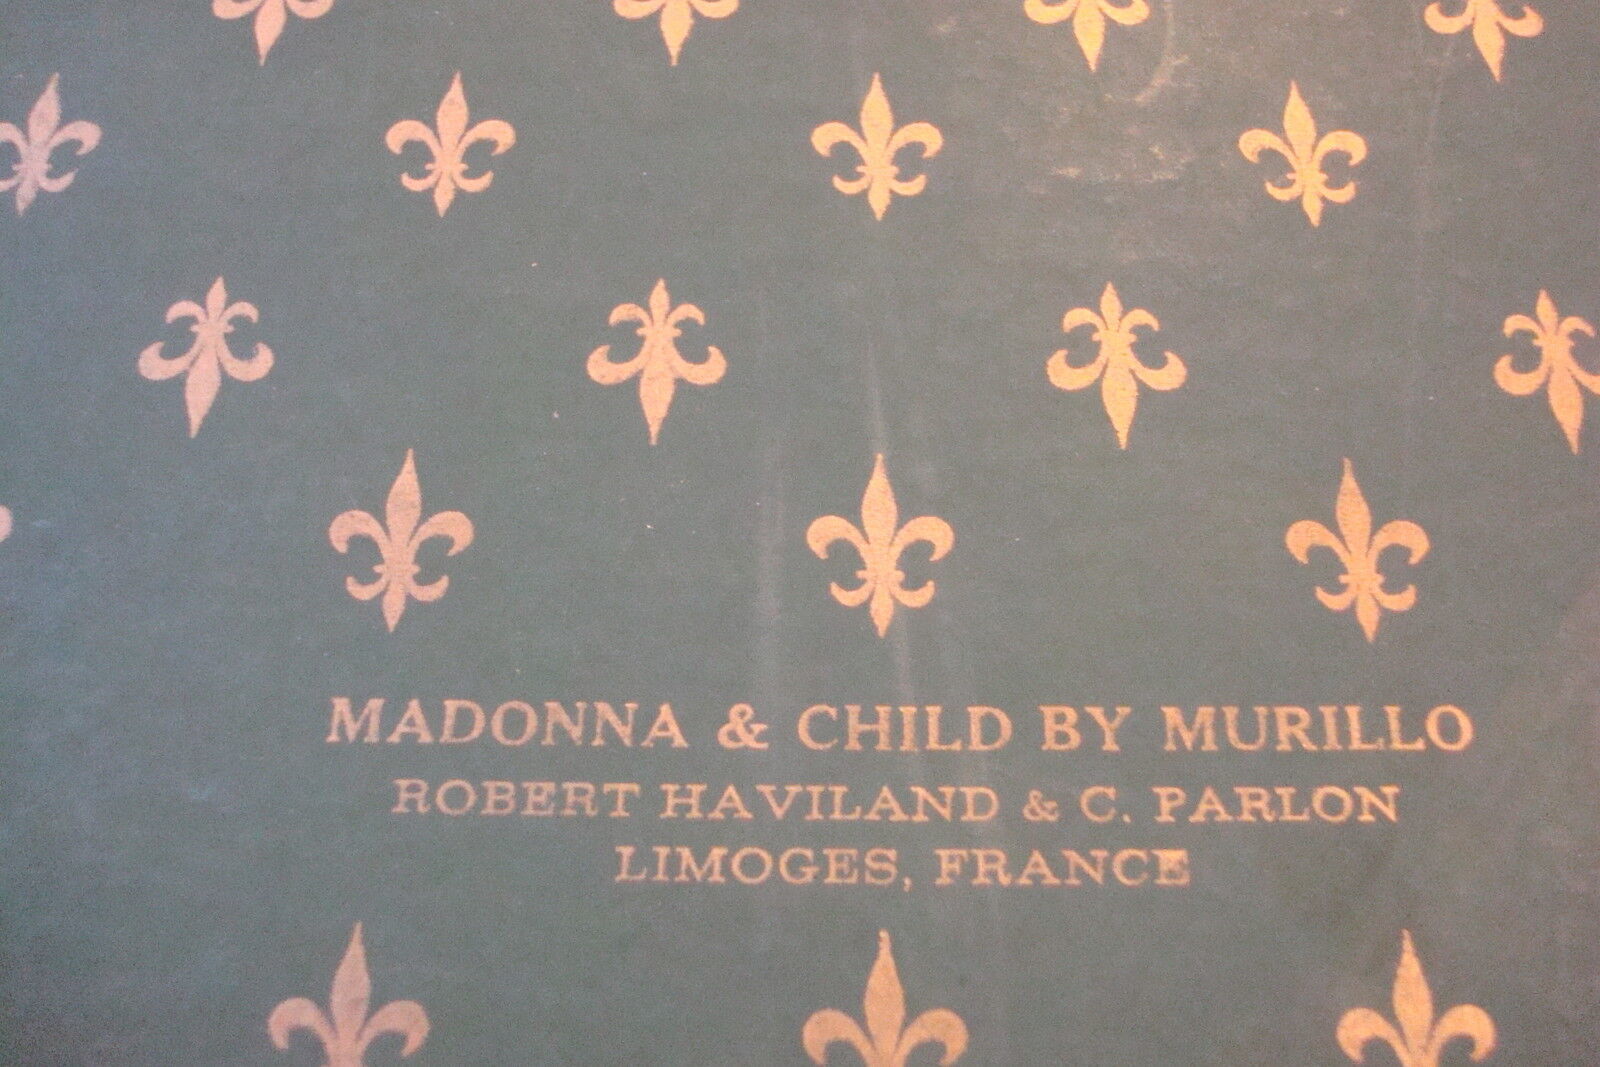 MADONNA & CHILD BY MURILLO
ROBERT HAVILAND & C. PARLON
LIMOGES, FRANCE